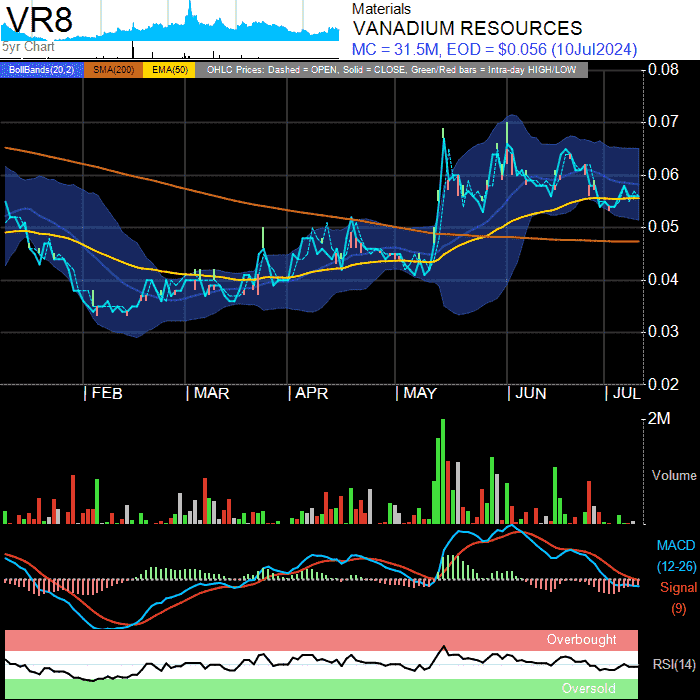 VR8
5yr Chart
Materials
VANADIUM RESOURCES
MC = 31.5M, EOD = $0.056 (10Jul2024)
BollBands(20,2) SMA(200) EMA(50) OHLC Prices: Dashed = OPEN, Solid = CLOSE, Green/Red bars = Intra-day HIGH/LOW
0.08
0.07
0.06
0.05
0.04
0.03
0.02
FEB MAR APR MAY JUN JUL
2M
Volume
MACD
(12-26)
Signal
(9)
Overbought
RSI(14)
Oversold